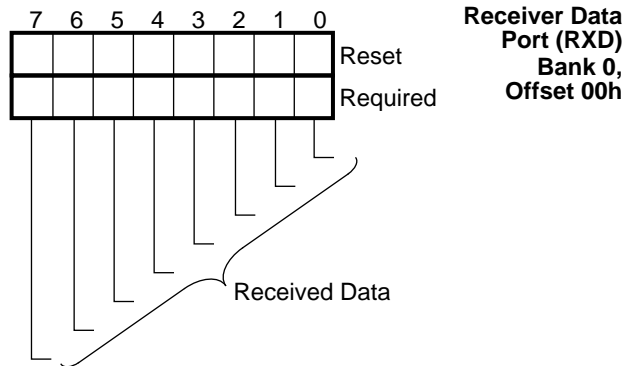 7 6 5 4 3 2 1 0
Receiver Data
Port (RXD)
Bank 0,
Offset 00h
Reset
Required
Received Data